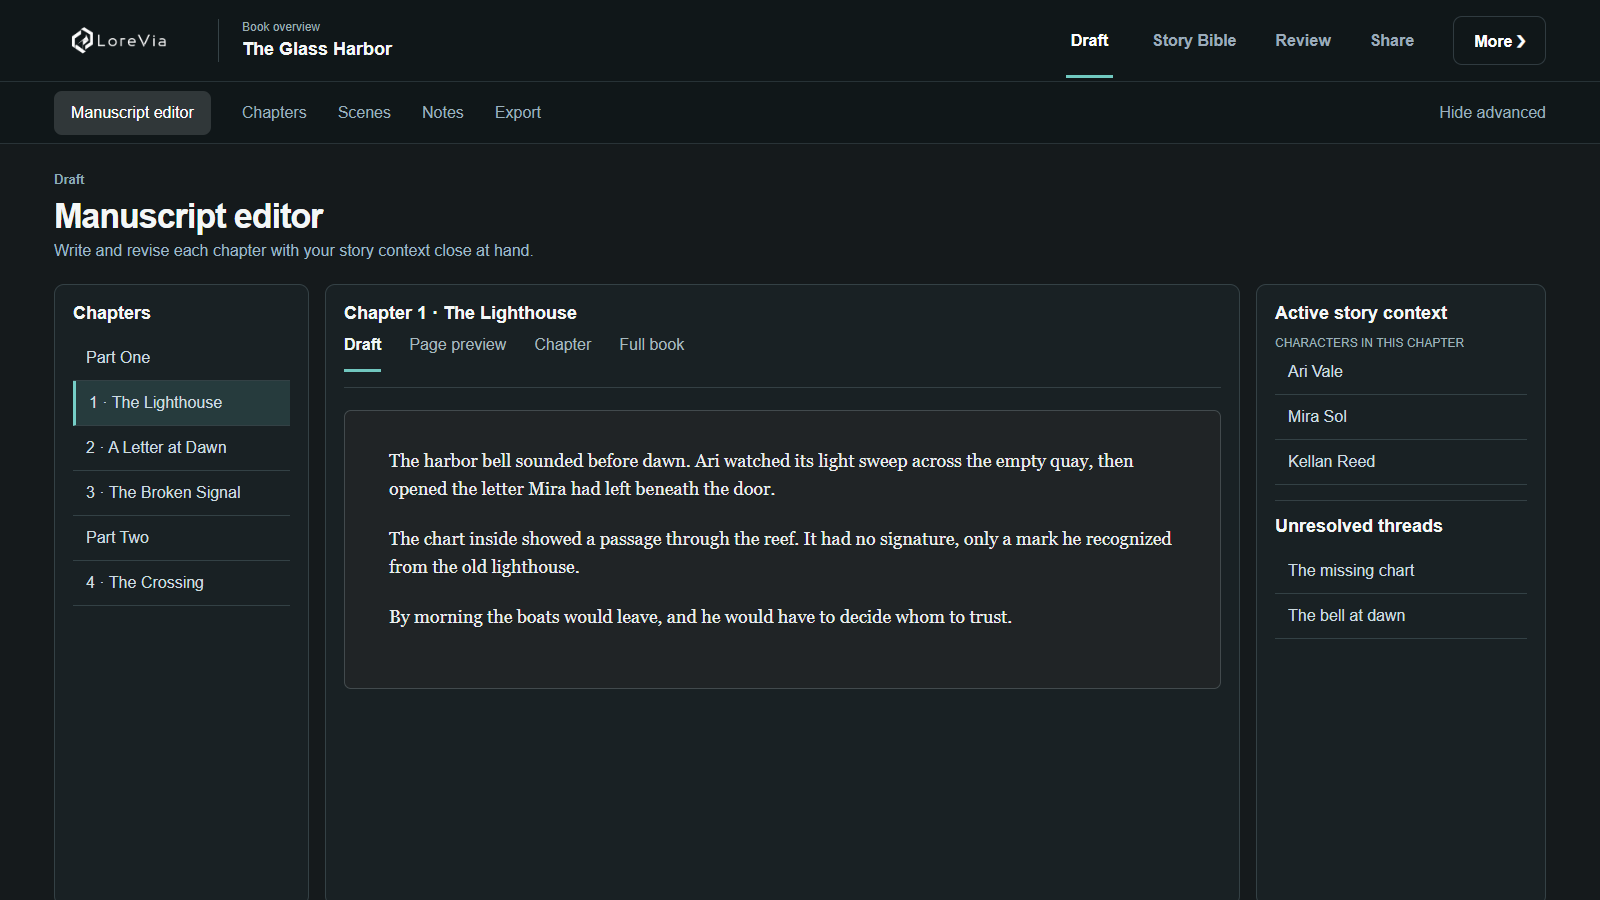 LoreVia
Book overview
The Glass Harbor
Draft
Story Bible
Review
Share
More ❯
Manuscript editor
Chapters
Scenes
Notes
Export
Hide advanced
Draft
Manuscript editor
Write and revise each chapter with your story context close at hand.
Chapters
Part One
1 · The Lighthouse
2 · A Letter at Dawn
3 · The Broken Signal
Part Two
4 · The Crossing
Chapter 1 · The Lighthouse
Draft
Page preview
Chapter
Full book
The harbor bell sounded before dawn. Ari watched its light sweep across the empty quay, then
opened the letter Mira had left beneath the door.
The chart inside showed a passage through the reef. It had no signature, only a mark he recognized
from the old lighthouse.
By morning the boats would leave, and he would have to decide whom to trust.
Active story context
CHARACTERS IN THIS CHAPTER
Ari Vale
Mira Sol
Kellan Reed
Unresolved threads
The missing chart
The bell at dawn